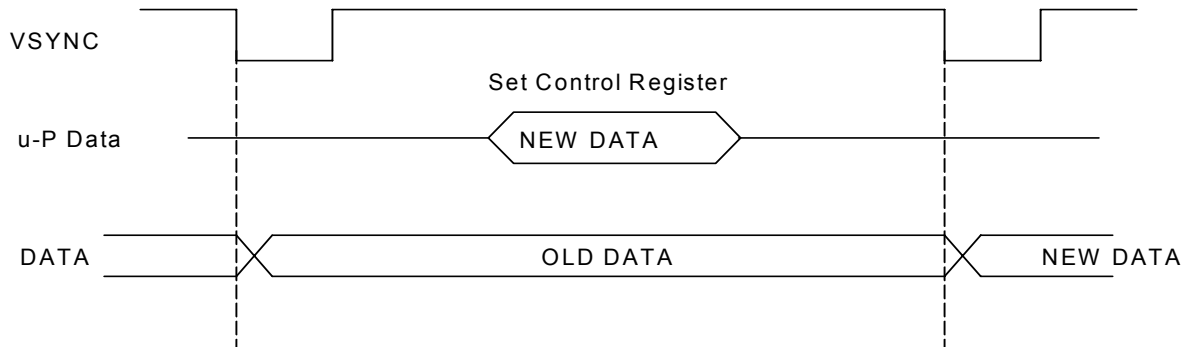 VSYNC
Set Control Register
u-P Data
NEW DATA
DATA
OLD DATA
NEW DATA